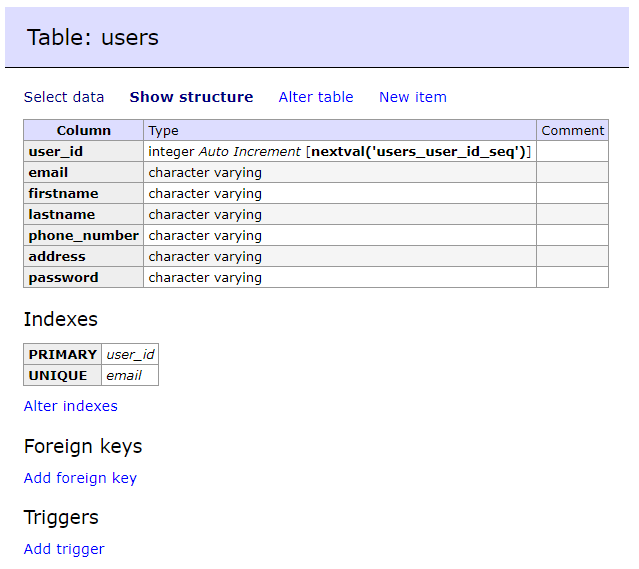 Table: users
Select data Show structure Alter table New item
Column Type Comment
user_id integer Auto Increment [nextval('users_user_id_seq')]
email character varying
firstname character varying
lastname character varying
phone_number character varying
address character varying
password character varying
Indexes
PRIMARY user_id
UNIQUE email
Alter indexes
Foreign keys
Add foreign key
Triggers
Add trigger